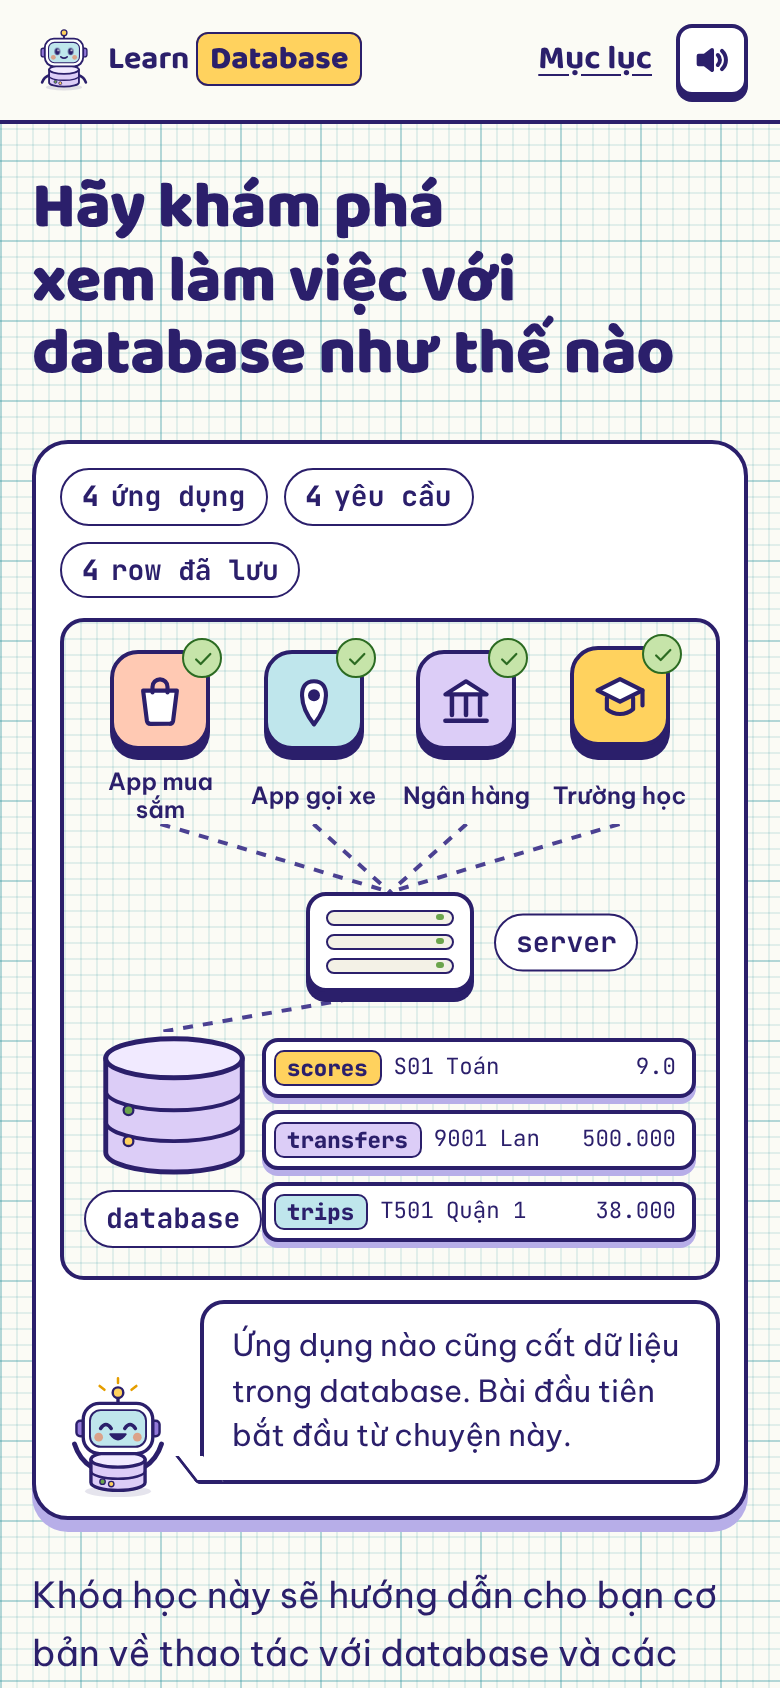 Learn Database
Mục lục
Hãy khám phá
xem làm việc với
database như thế nào
4 ứng dụng
4 yêu cầu
4 row đã lưu
App mua
sắm
App gọi xe
Ngân hàng
Trường học
server
scores S01 Toán 9.0
transfers 9001 Lan 500.000
trips T501 Quận 1 38.000
database
Ứng dụng nào cũng cất dữ liệu
trong database. Bài đầu tiên
bắt đầu từ chuyện này.
Khóa học này sẽ hướng dẫn cho bạn cơ
bản về thao tác với database và các